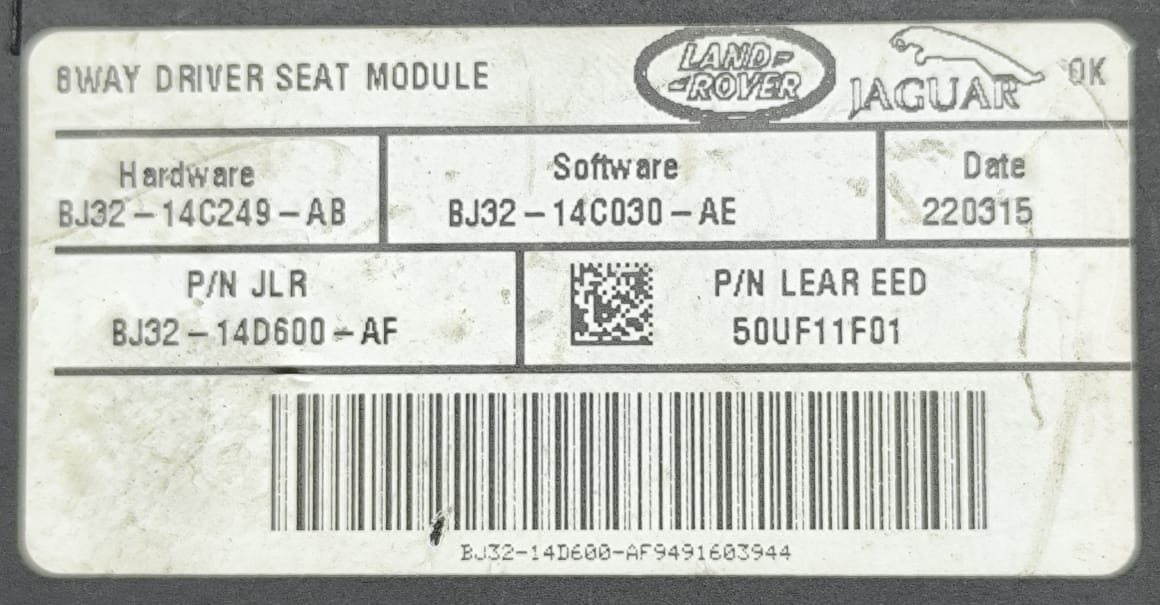 8WAY DRIVER SEAT MODULE
LAND-
-ROVER
JAGUAR
OK
Hardware
BJ32-14C249-AB
Software
BJ32-14C030-AE
Date
220315
P/N JLR
BJ32-14D600-AF
P/N LEAR EED
50UF11F01
BJ32-14D600-AF9491603944